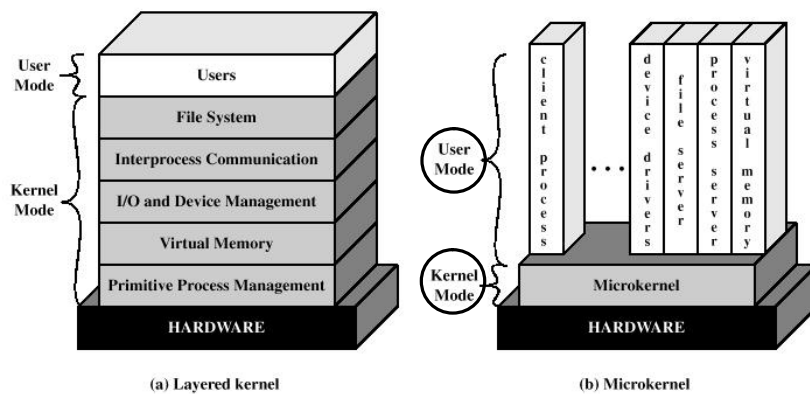 User
Mode
Kernel
Mode
Users
File System
Interprocess Communication
I/O and Device Management
Virtual Memory
Primitive Process Management
HARDWARE
(a) Layered kernel
User
Mode
Kernel
Mode
client process
...
device drivers
file server
process server
virtual memory
Microkernel
HARDWARE
(b) Microkernel